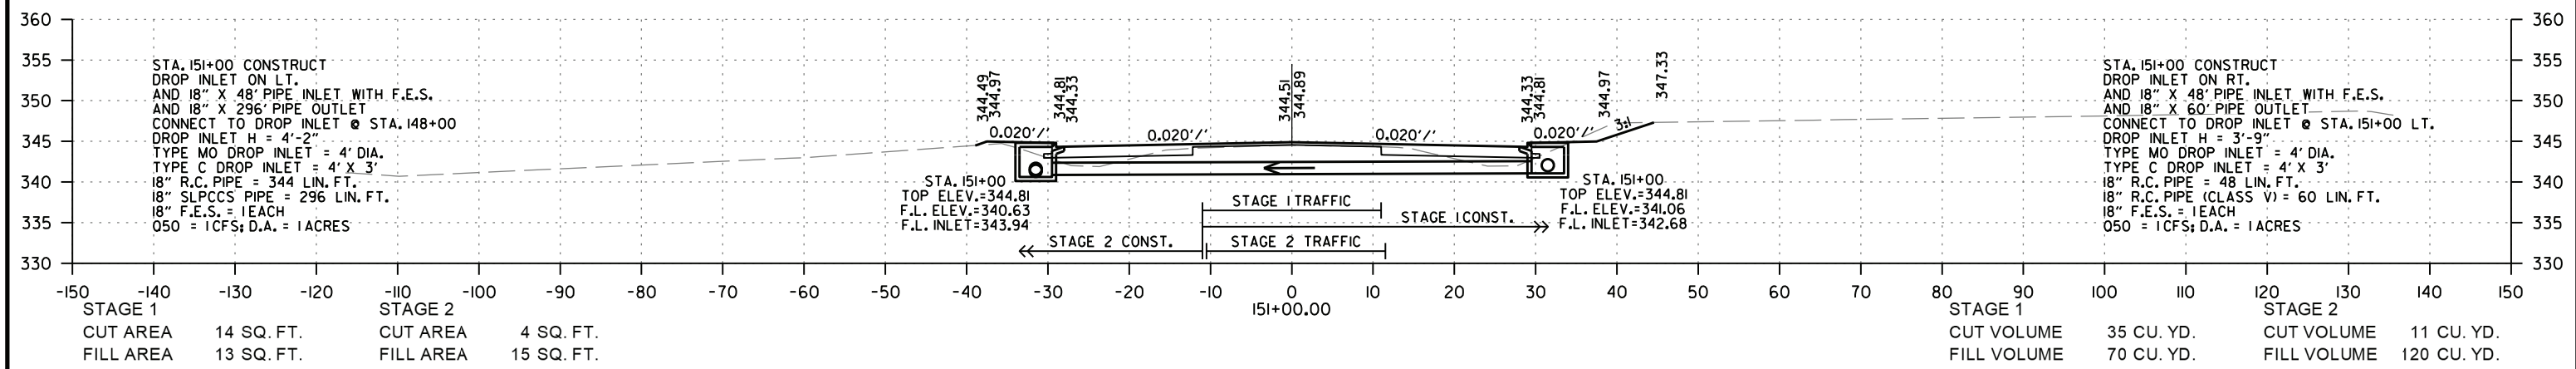 360
355
350
345
340
335
330
STA. 151+00 CONSTRUCT
DROP INLET ON LT.
AND 18" X 48' PIPE INLET WITH F.E.S.
AND 18" X 296' PIPE OUTLET
CONNECT TO DROP INLET @ STA. 148+00
DROP INLET H = 4'-2"
TYPE MO DROP INLET = 4' DIA.
TYPE C DROP INLET = 4' X 3'
18" R.C. PIPE = 344 LIN. FT.
18" SLPCCS PIPE = 296 LIN. FT.
18" F.E.S. = 1 EACH
Q50 = 1 CFS; D.A. = 1 ACRES
344.49
344.97
344.81
344.33
344.51
344.89
344.33
344.81
344.97
347.33
0.020'/'
0.020'/'
0.020'/'
0.020'/'
3:1
STA. 151+00
TOP ELEV.=344.81
F.L. ELEV.=340.63
F.L. INLET=343.94
STAGE 1 TRAFFIC
STAGE 1 CONST.
STAGE 2 CONST.
STAGE 2 TRAFFIC
STA. 151+00
TOP ELEV.=344.81
F.L. ELEV.=341.06
F.L. INLET=342.68
STA. 151+00 CONSTRUCT
DROP INLET ON RT.
AND 18" X 48' PIPE INLET WITH F.E.S.
AND 18" X 60' PIPE OUTLET
CONNECT TO DROP INLET @ STA. 151+00 LT.
DROP INLET H = 3'-9"
TYPE MO DROP INLET = 4' DIA.
TYPE C DROP INLET = 4' X 3'
18" R.C. PIPE = 48 LIN. FT.
18" R.C. PIPE (CLASS V) = 60 LIN. FT.
18" F.E.S. = 1 EACH
Q50 = 1 CFS; D.A. = 1 ACRES
360
355
350
345
340
335
330
-150 -140 -130 -120 -110 -100 -90 -80 -70 -60 -50 -40 -30 -20 -10 0 10 20 30 40 50 60 70 80 90 100 110 120 130 140 150
151+00.00
STAGE 1 STAGE 2
CUT AREA 14 SQ. FT. CUT AREA 4 SQ. FT.
FILL AREA 13 SQ. FT. FILL AREA 15 SQ. FT.
STAGE 1 STAGE 2
CUT VOLUME 35 CU. YD. CUT VOLUME 11 CU. YD.
FILL VOLUME 70 CU. YD. FILL VOLUME 120 CU. YD.